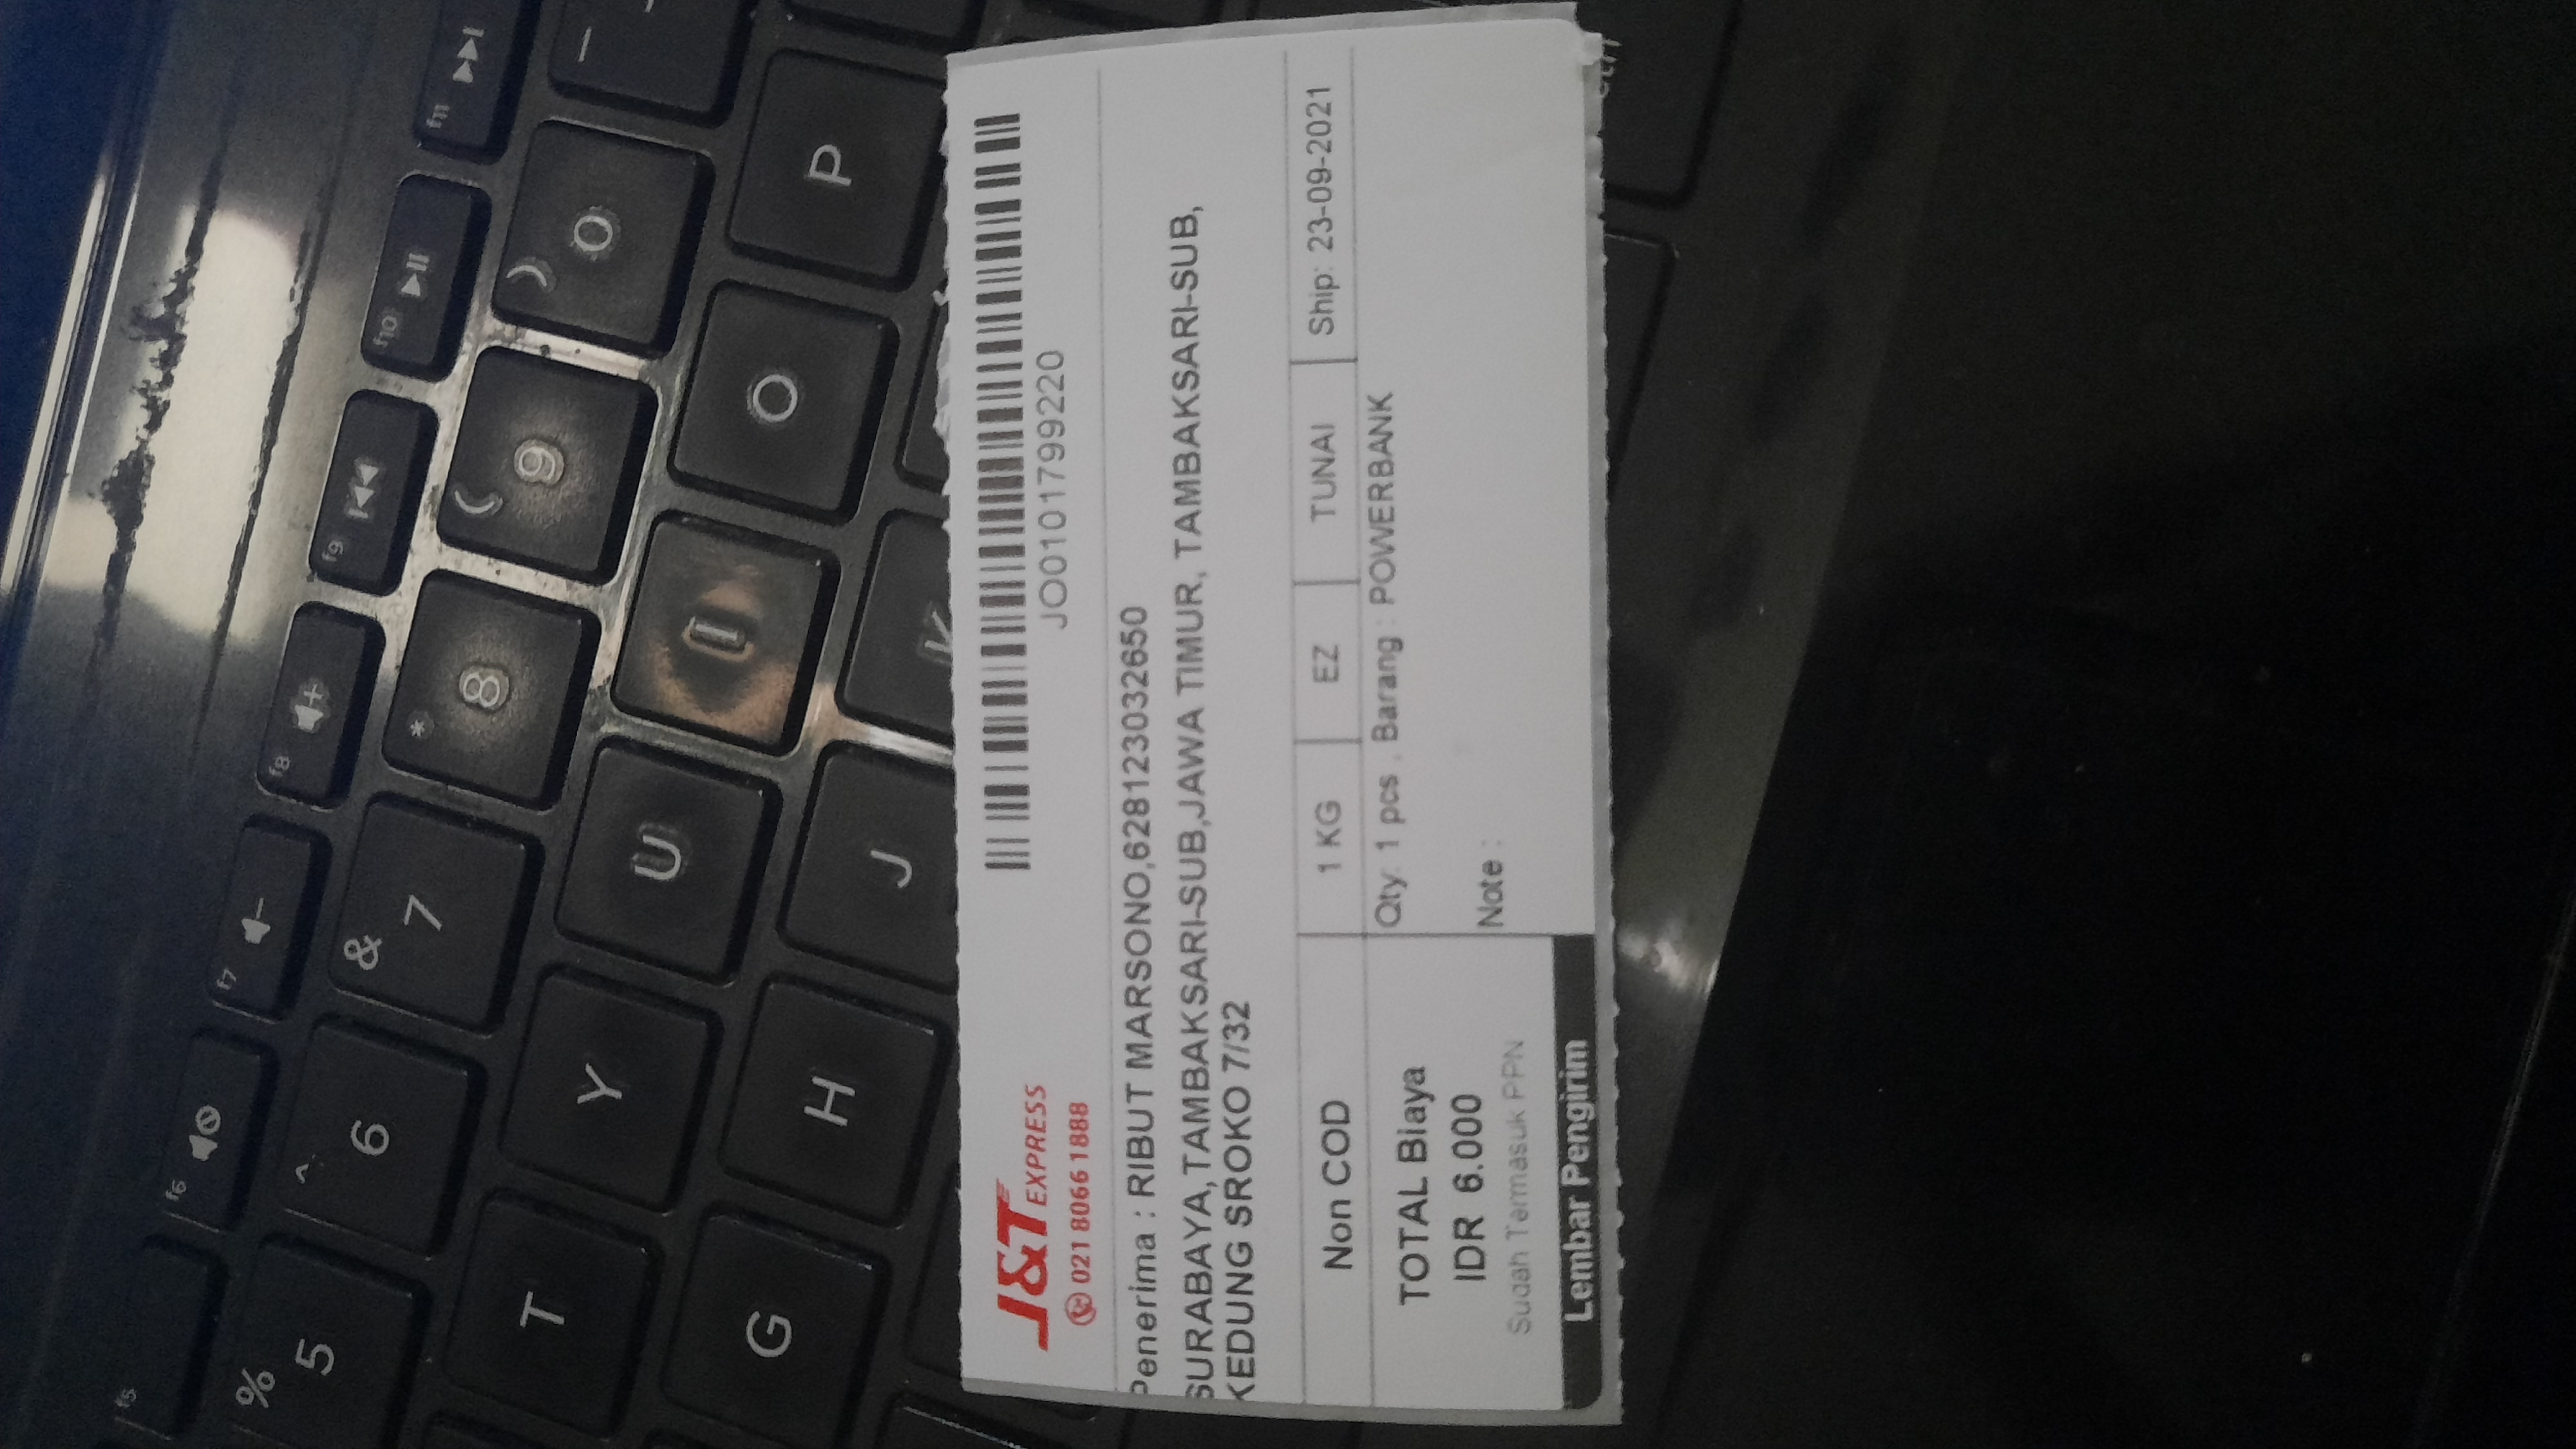 f5
f6
f7
f8
f9
f10
f11
% 5
^ 6
& 7
* 8
( 9
) 0
T Y U I O P
G H J K
J&T EXPRESS
021 8066 1888
JO0101799220
Penerima : RIBUT MARSONO,628123032650
SURABAYA,TAMBAKSARI-SUB,JAWA TIMUR, TAMBAKSARI-SUB,
KEDUNG SROKO 7/32
Non COD
1 KG
EZ
TUNAI
Ship: 23-09-2021
TOTAL Biaya
IDR 6.000
Sudah Termasuk PPN
Lembar Pengirim
Qty: 1 pcs , Barang : POWERBANK
Note :
ctrl